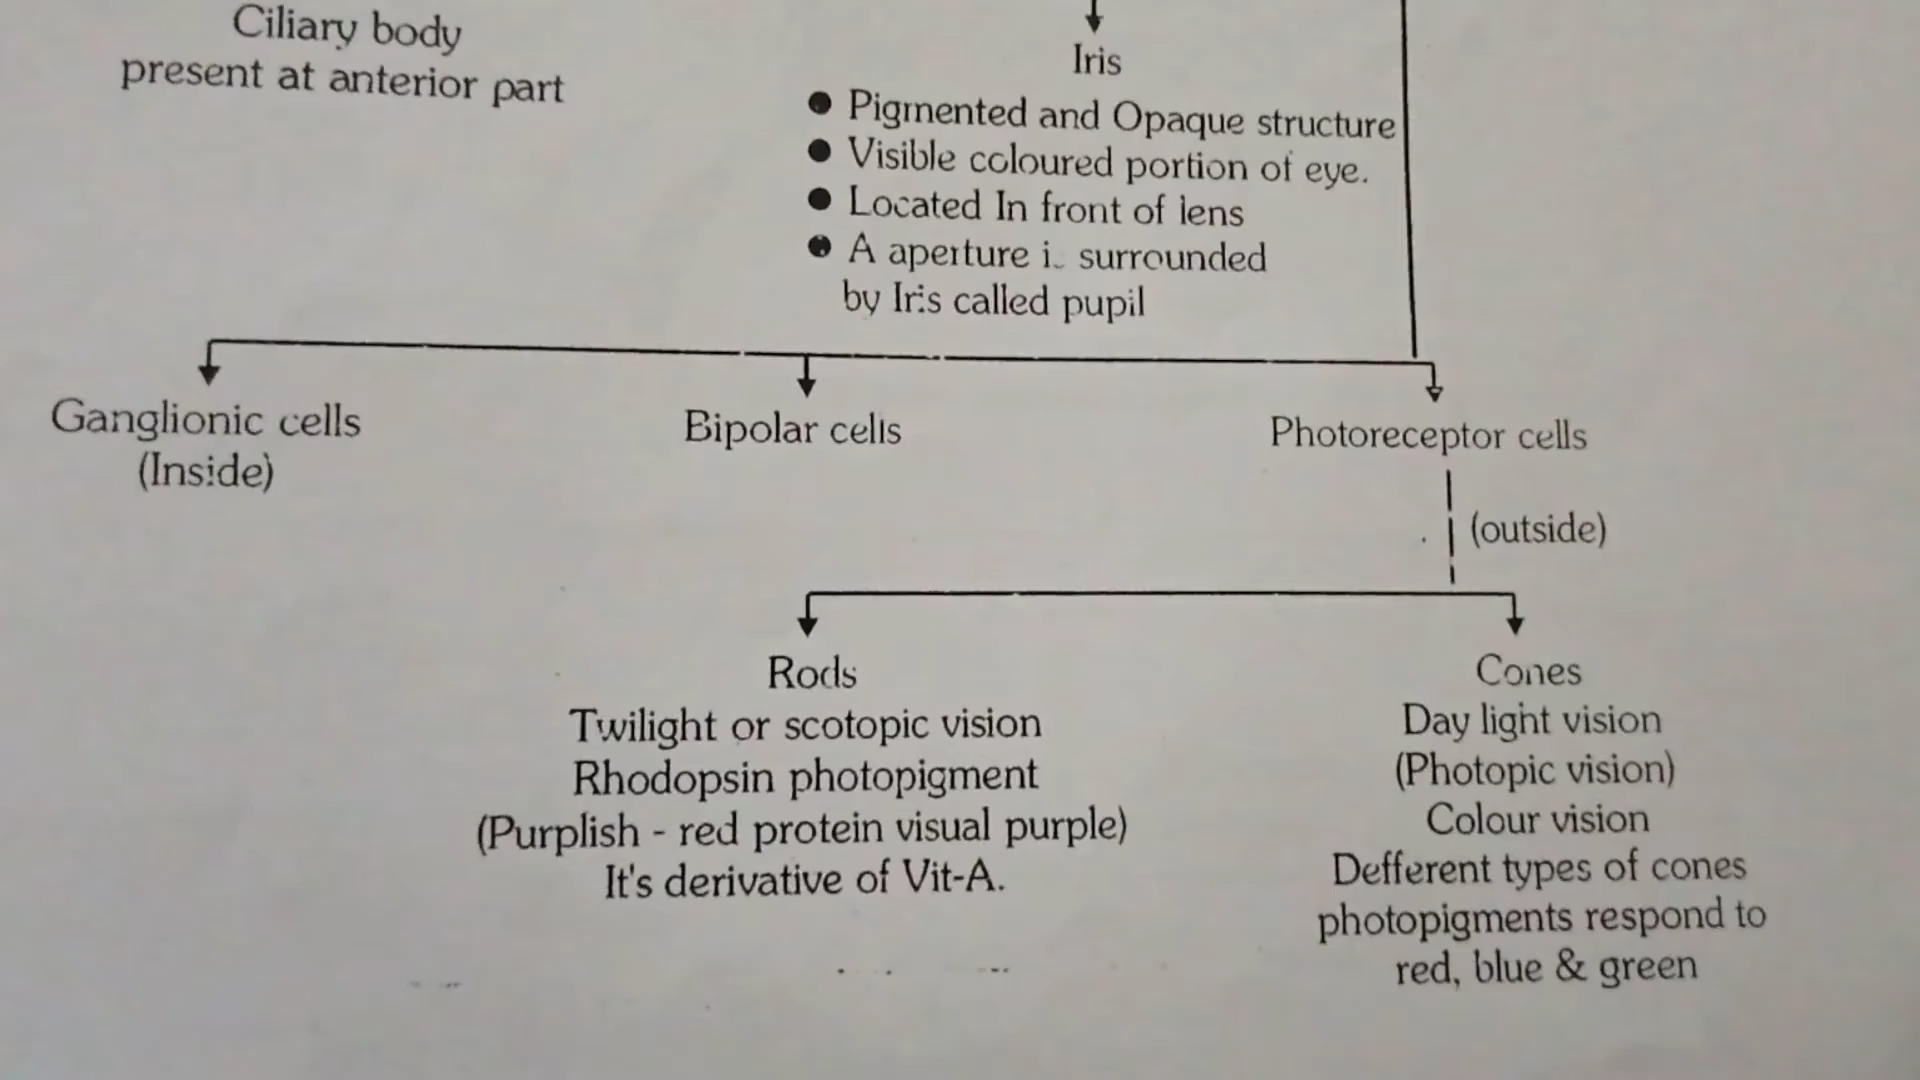 Ciliary body
present at anterior part
Iris
● Pigmented and Opaque structure
● Visible coloured portion of eye.
● Located In front of lens
● A aperture surrounded
by Iris called pupil
Ganglionic cells
(Inside)
Bipolar cells
Photoreceptor cells
(outside)
Rods
Twilight or scotopic vision
Rhodopsin photopigment
(Purplish - red protein visual purple)
It's derivative of Vit-A.
Cones
Day light vision
(Photopic vision)
Colour vision
Defferent types of cones
photopigments respond to
red, blue & green